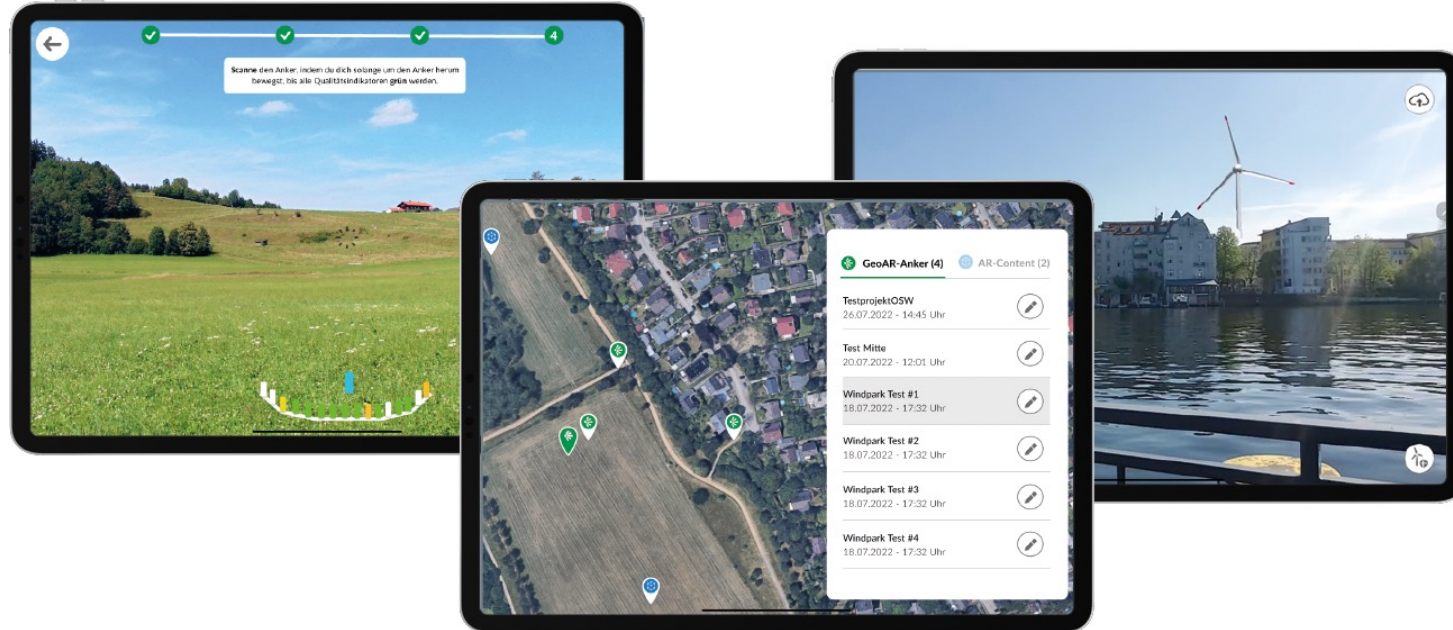 4
Scanne den Anker, indem du dich solange um den Anker herum
bewegst, bis alle Qualitätsindikatoren grün werden.
GeoAR-Anker (4) AR-Content (2)
TestprojektOSW
26.07.2022 - 14:45 Uhr
Test Mitte
20.07.2022 - 12:01 Uhr
Windpark Test #1
18.07.2022 - 17:32 Uhr
Windpark Test #2
18.07.2022 - 17:32 Uhr
Windpark Test #3
18.07.2022 - 17:32 Uhr
Windpark Test #4
18.07.2022 - 17:32 Uhr